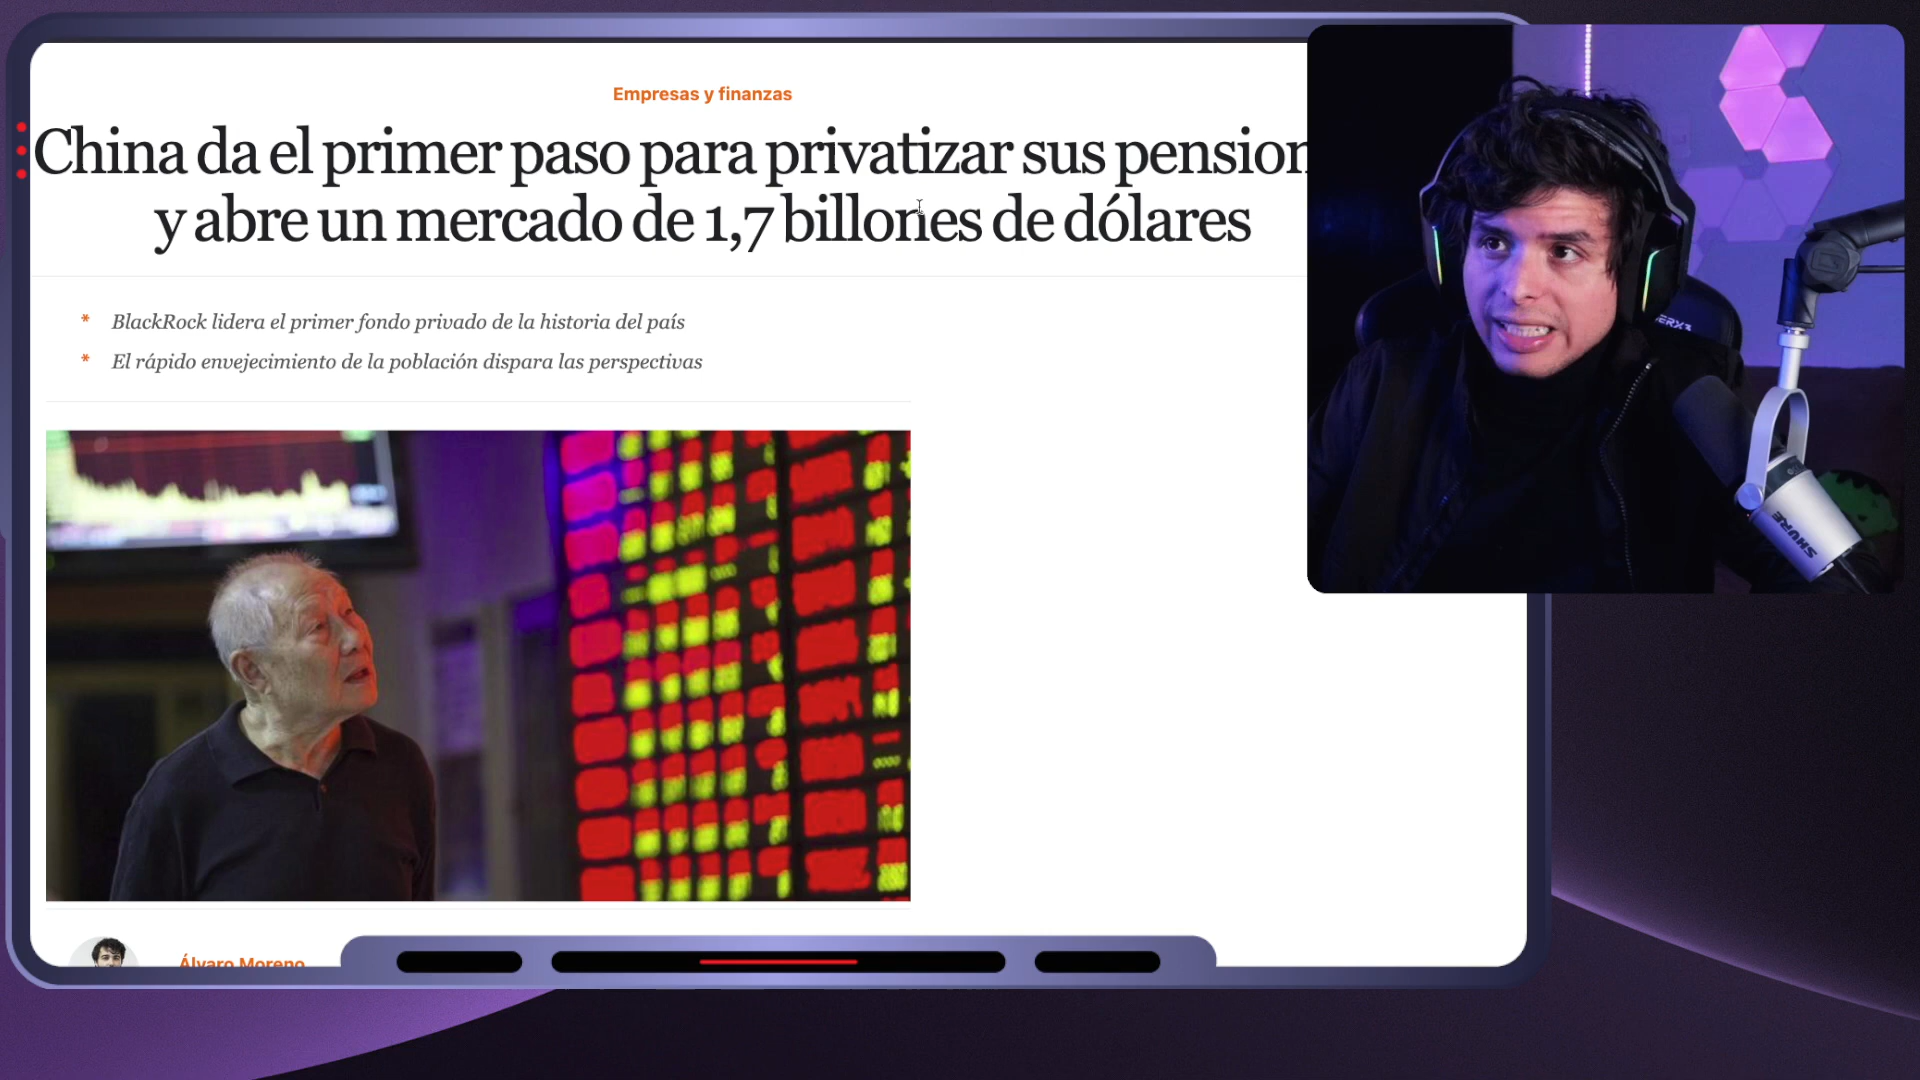 Empresas y finanzas
China da el primer paso para privatizar sus pension
y abre un mercado de 1,7 billones de dólares
* BlackRock lidera el primer fondo privado de la historia del país
* El rápido envejecimiento de la población dispara las perspectivas
Álvaro Moreno
SHURE